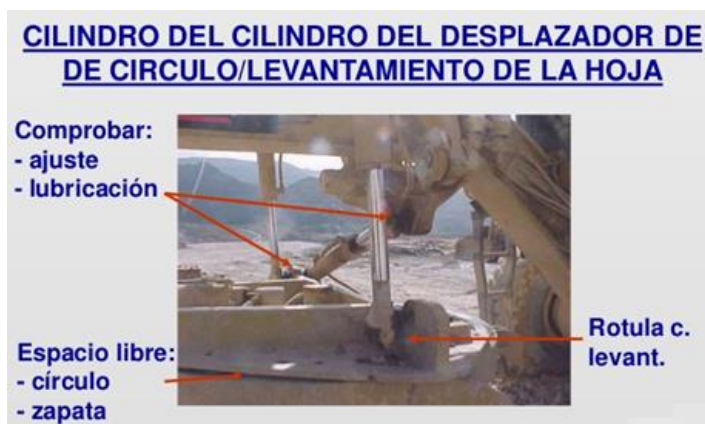 CILINDRO DEL CILINDRO DEL DESPLAZADOR DE
DE CIRCULO/LEVANTAMIENTO DE LA HOJA
Comprobar:
- ajuste
- lubricación
Rotula c.
levant.
Espacio libre:
- círculo
- zapata